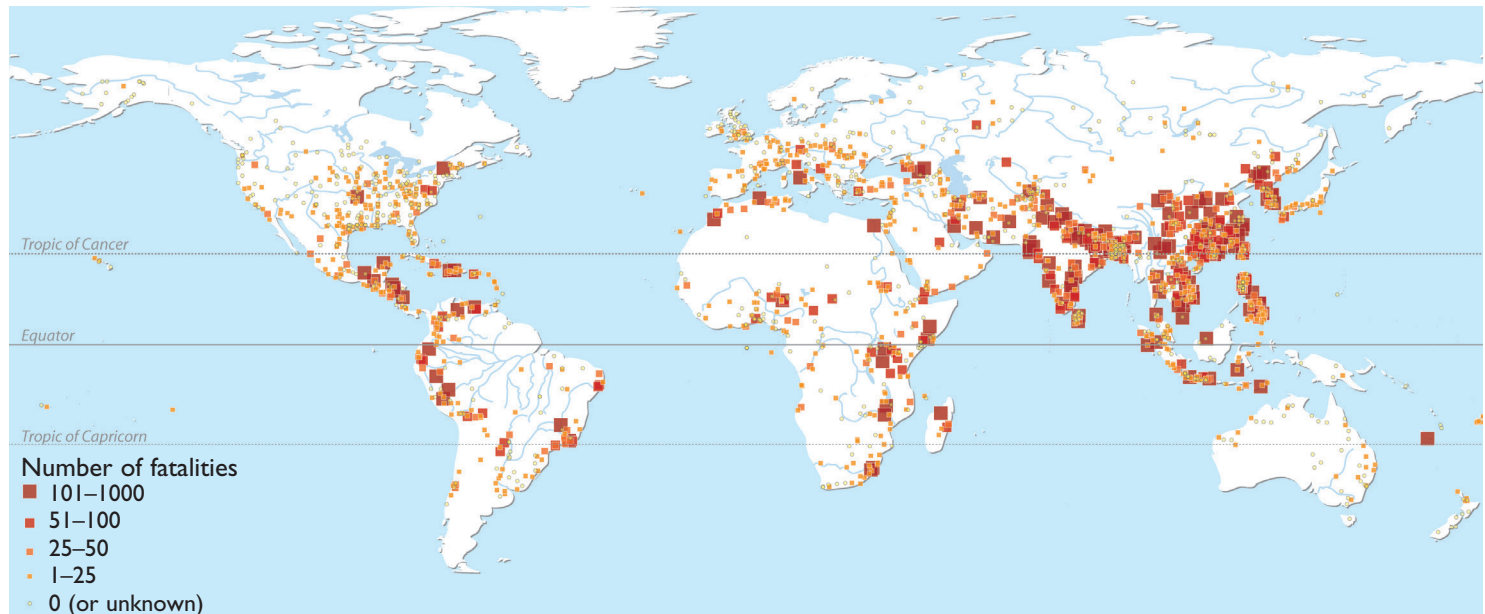 Tropic of Cancer
Equator
Tropic of Capricorn
Number of fatalities
101–1000
51–100
25–50
1–25
0 (or unknown)